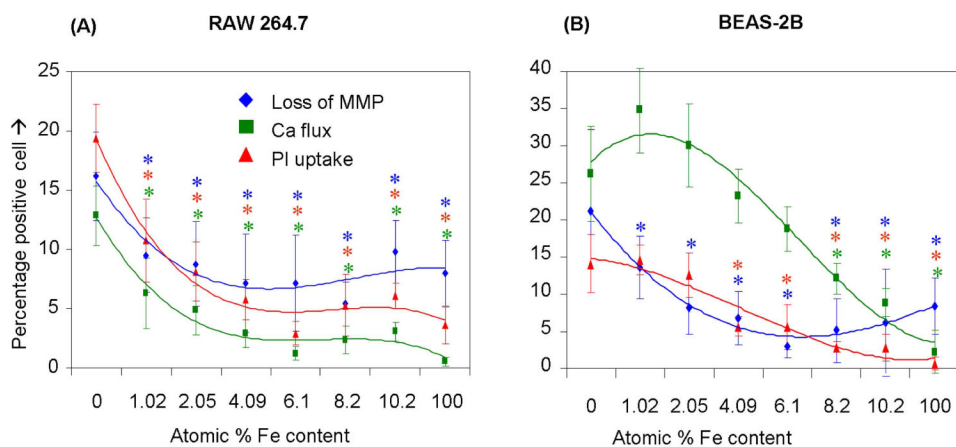 (A) RAW 264.7
(B) BEAS-2B
Percentage positive cell →
25
20
15
10
5
0
Loss of MMP
Ca flux
PI uptake
* * * * * * *
* * * * * * *
* * * * * * *
0 1.02 2.05 4.09 6.1 8.2 10.2 100
Atomic % Fe content
40
35
30
25
20
15
10
5
0
* * * * * * *
* * * * *
* * *
0 1.02 2.05 4.09 6.1 8.2 10.2 100
Atomic % Fe content